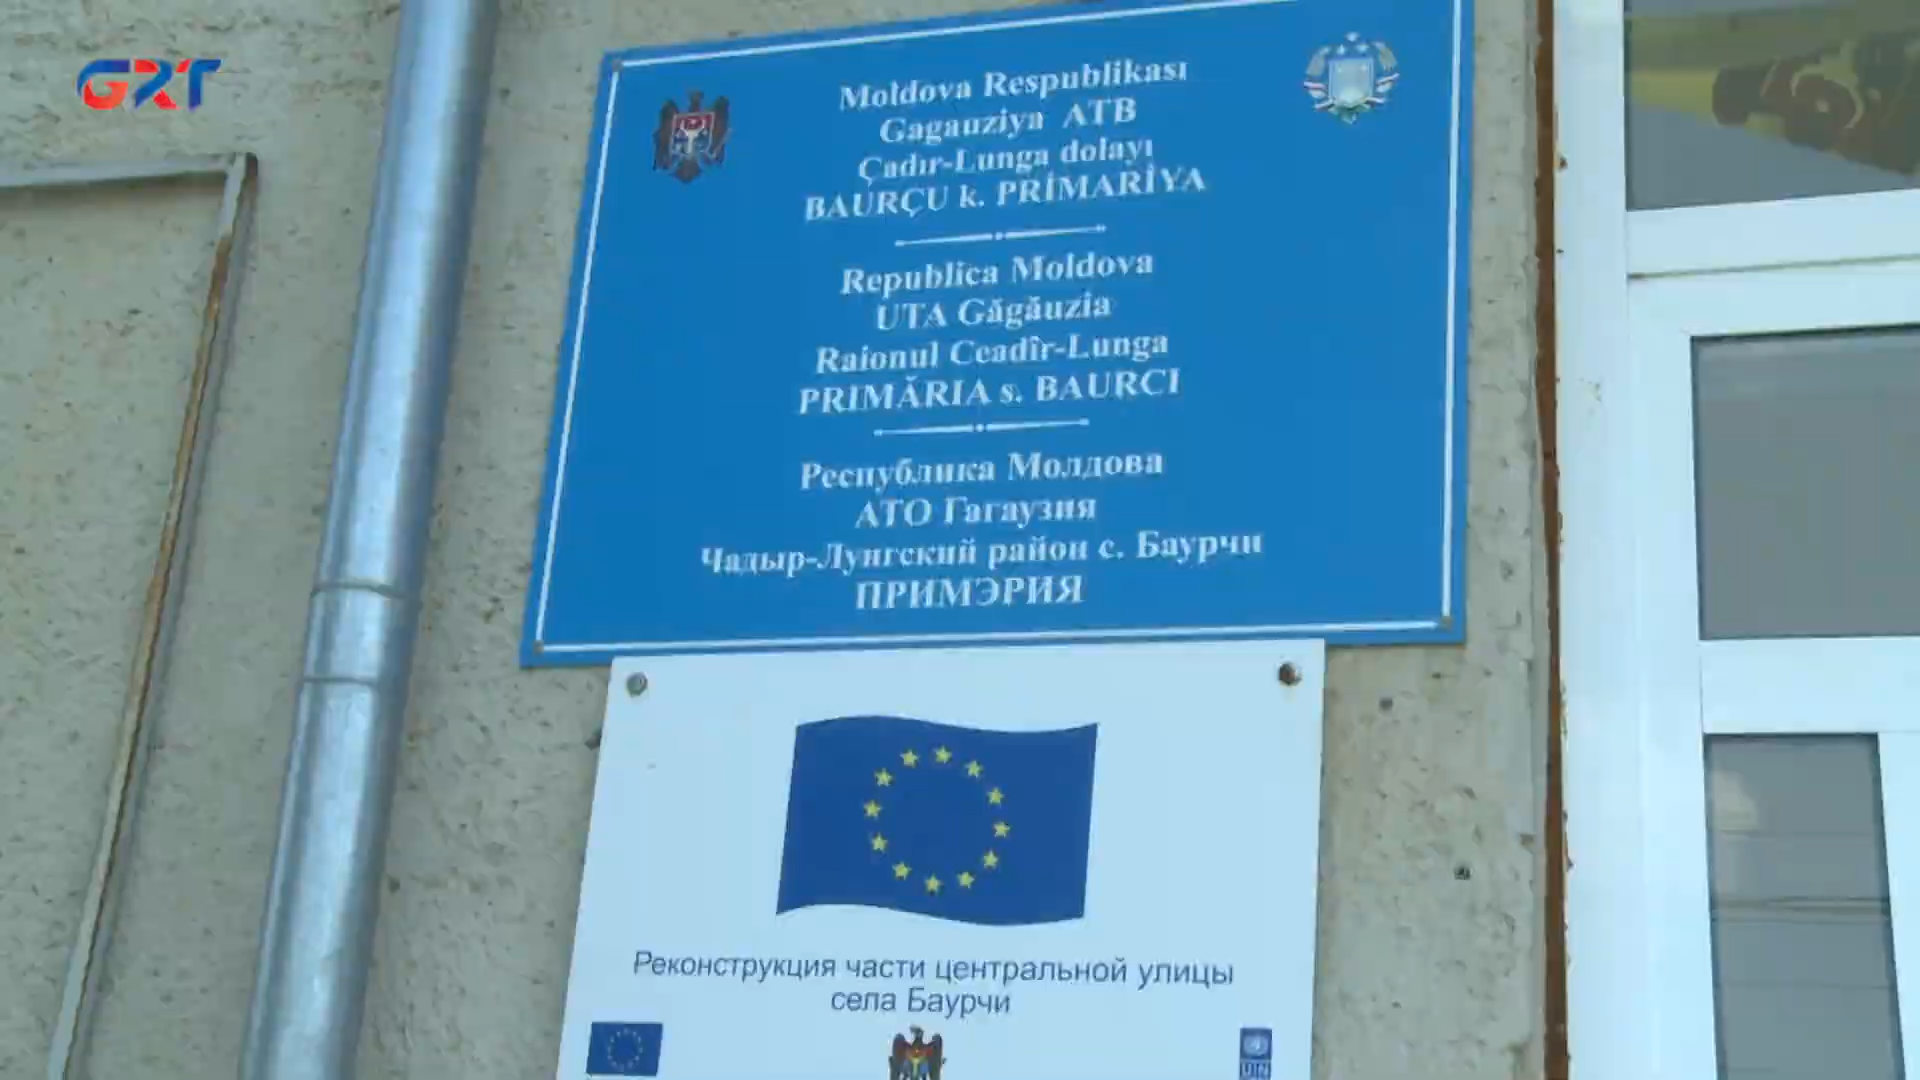 GRT
Moldova Respublikası
Gagauziya ATB
Çadır-Lunga dolayı
BAURÇU k. PRİMARİYA
Republica Moldova
UTA Găgăuzia
Raionul Ceadîr-Lunga
PRIMĂRIA s. BAURCI
Республика Молдова
АТО Гагаузия
Чадыр-Лунгский район с. Баурчи
ПРИМЭРИЯ
Реконструкция части центральной улицы
села Баурчи
UN